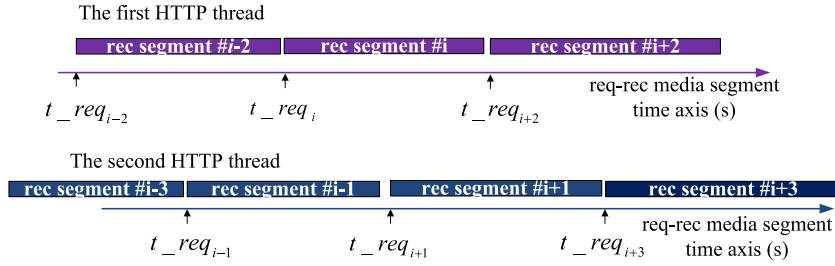 The first HTTP thread
rec segment #i-2 rec segment #i rec segment #i+2
req-rec media segment
time axis (s)
t_req_{i-2} t_req_i t_req_{i+2}
The second HTTP thread
rec segment #i-3 rec segment #i-1 rec segment #i+1 rec segment #i+3
req-rec media segment
time axis (s)
t_req_{i-1} t_req_{i+1} t_req_{i+3}